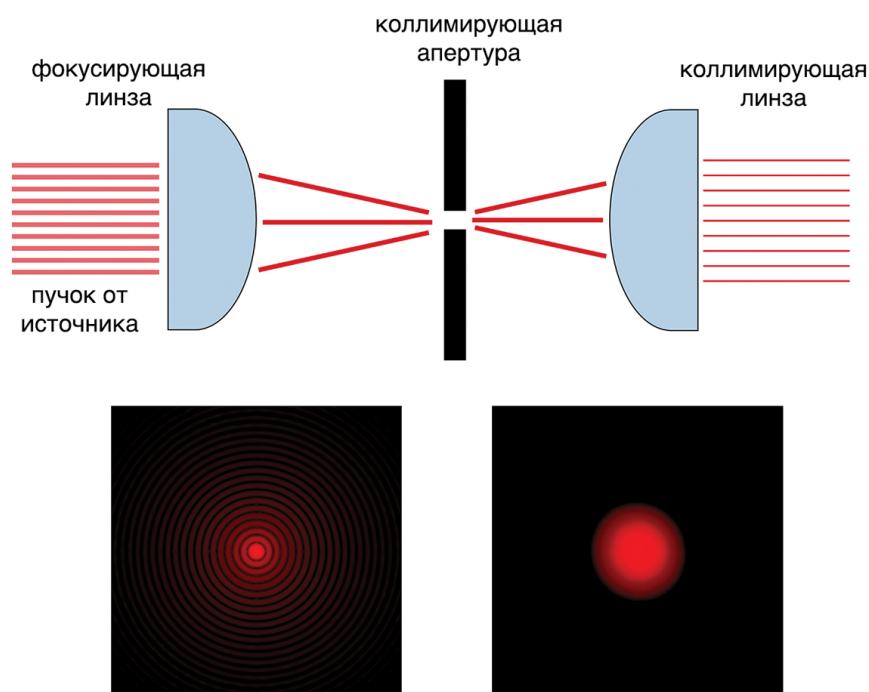 коллимирующая
апертура
фокусирующая
линза
коллимирующая
линза
пучок от
источника